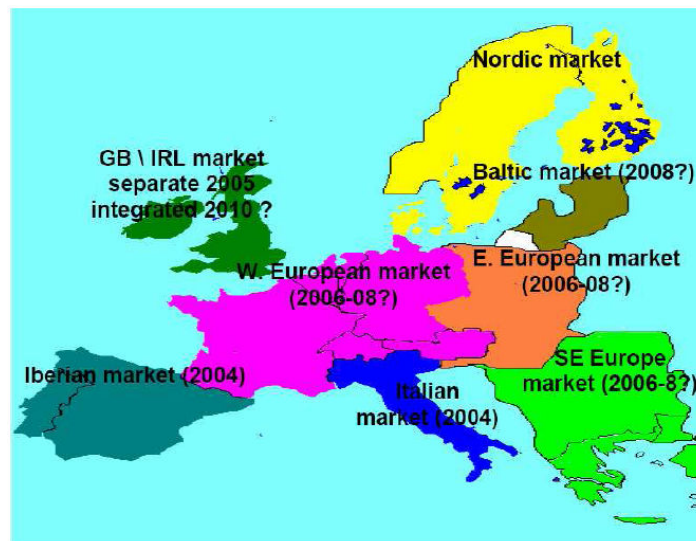 Nordic market
GB \ IRL market
separate 2005
integrated 2010 ?
Baltic market (2008?)
W. European market
(2006-08?)
E. European market
(2006-08?)
Iberian market (2004)
Italian
market (2004)
SE Europe
market (2006-8?)